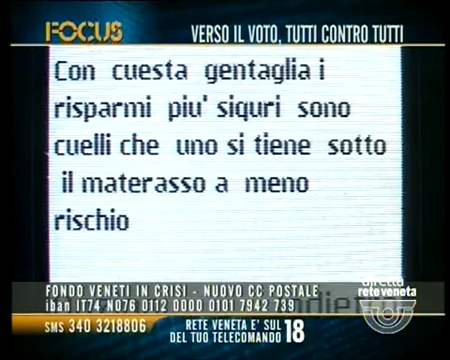 FOCUS
VERSO IL VOTO, TUTTI CONTRO TUTTI
Con cuesta gentaglia i
risparmi piu' siquri sono
cuelli che uno si tiene sotto
il materasso a meno
rischio
FONDO VENETI IN CRISI - NUOVO CC POSTALE
iban IT74 N076 0112 0000 0101 7942 739
diretta
reteveneta
SMS 340 3218806
RETE VENETA E' SUL
DEL TUO TELECOMANDO 18